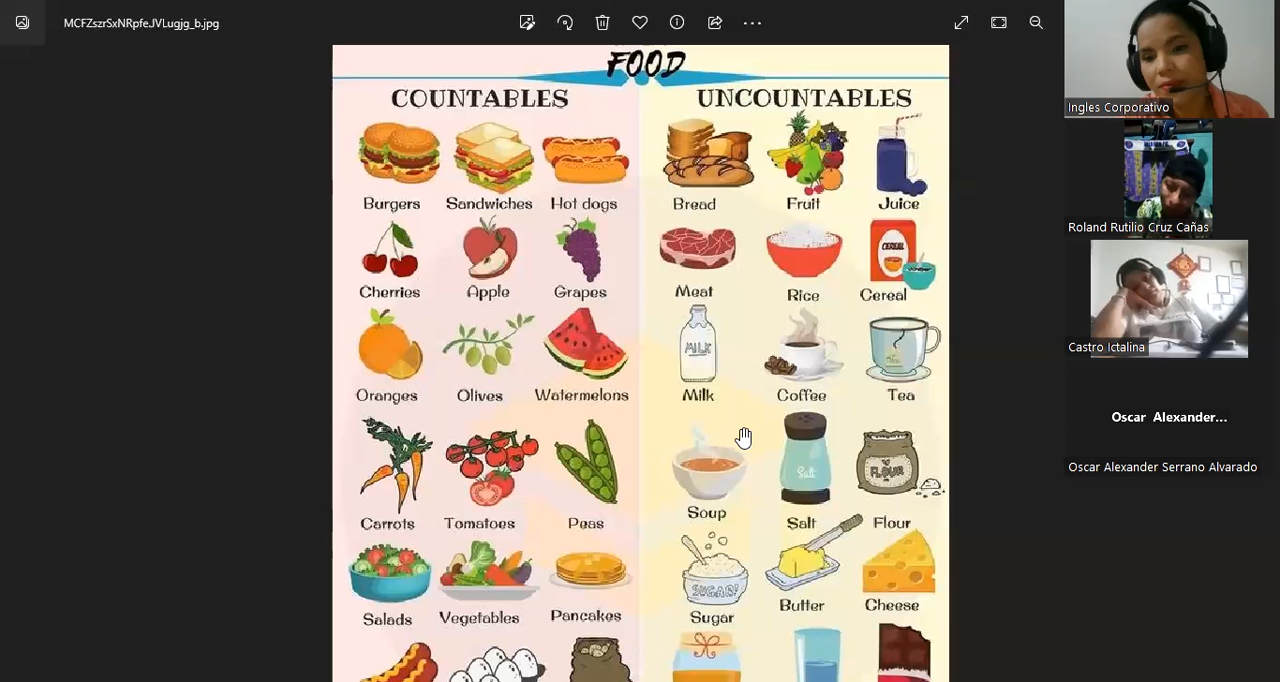 MCFZszrSxNRpfeJVLugjg_b.jpg
FOOD
COUNTABLES
UNCOUNTABLES
Burgers Sandwiches Hot dogs
Bread Fruit Juice
Cherries Apple Grapes
CEREAL
Meat Rice Cereal
MILK
Oranges Olives Watermelons
Milk Coffee Tea
Salt
FLOUR
Carrots Tomatoes Peas
Soup Salt Flour
SUGAR!
Salads Vegetables Pancakes
Sugar Butter Cheese
Ingles Corporativo
Roland Rutilio Cruz Cañas
Castro Ictalina
Oscar Alexander...
Oscar Alexander Serrano Alvarado